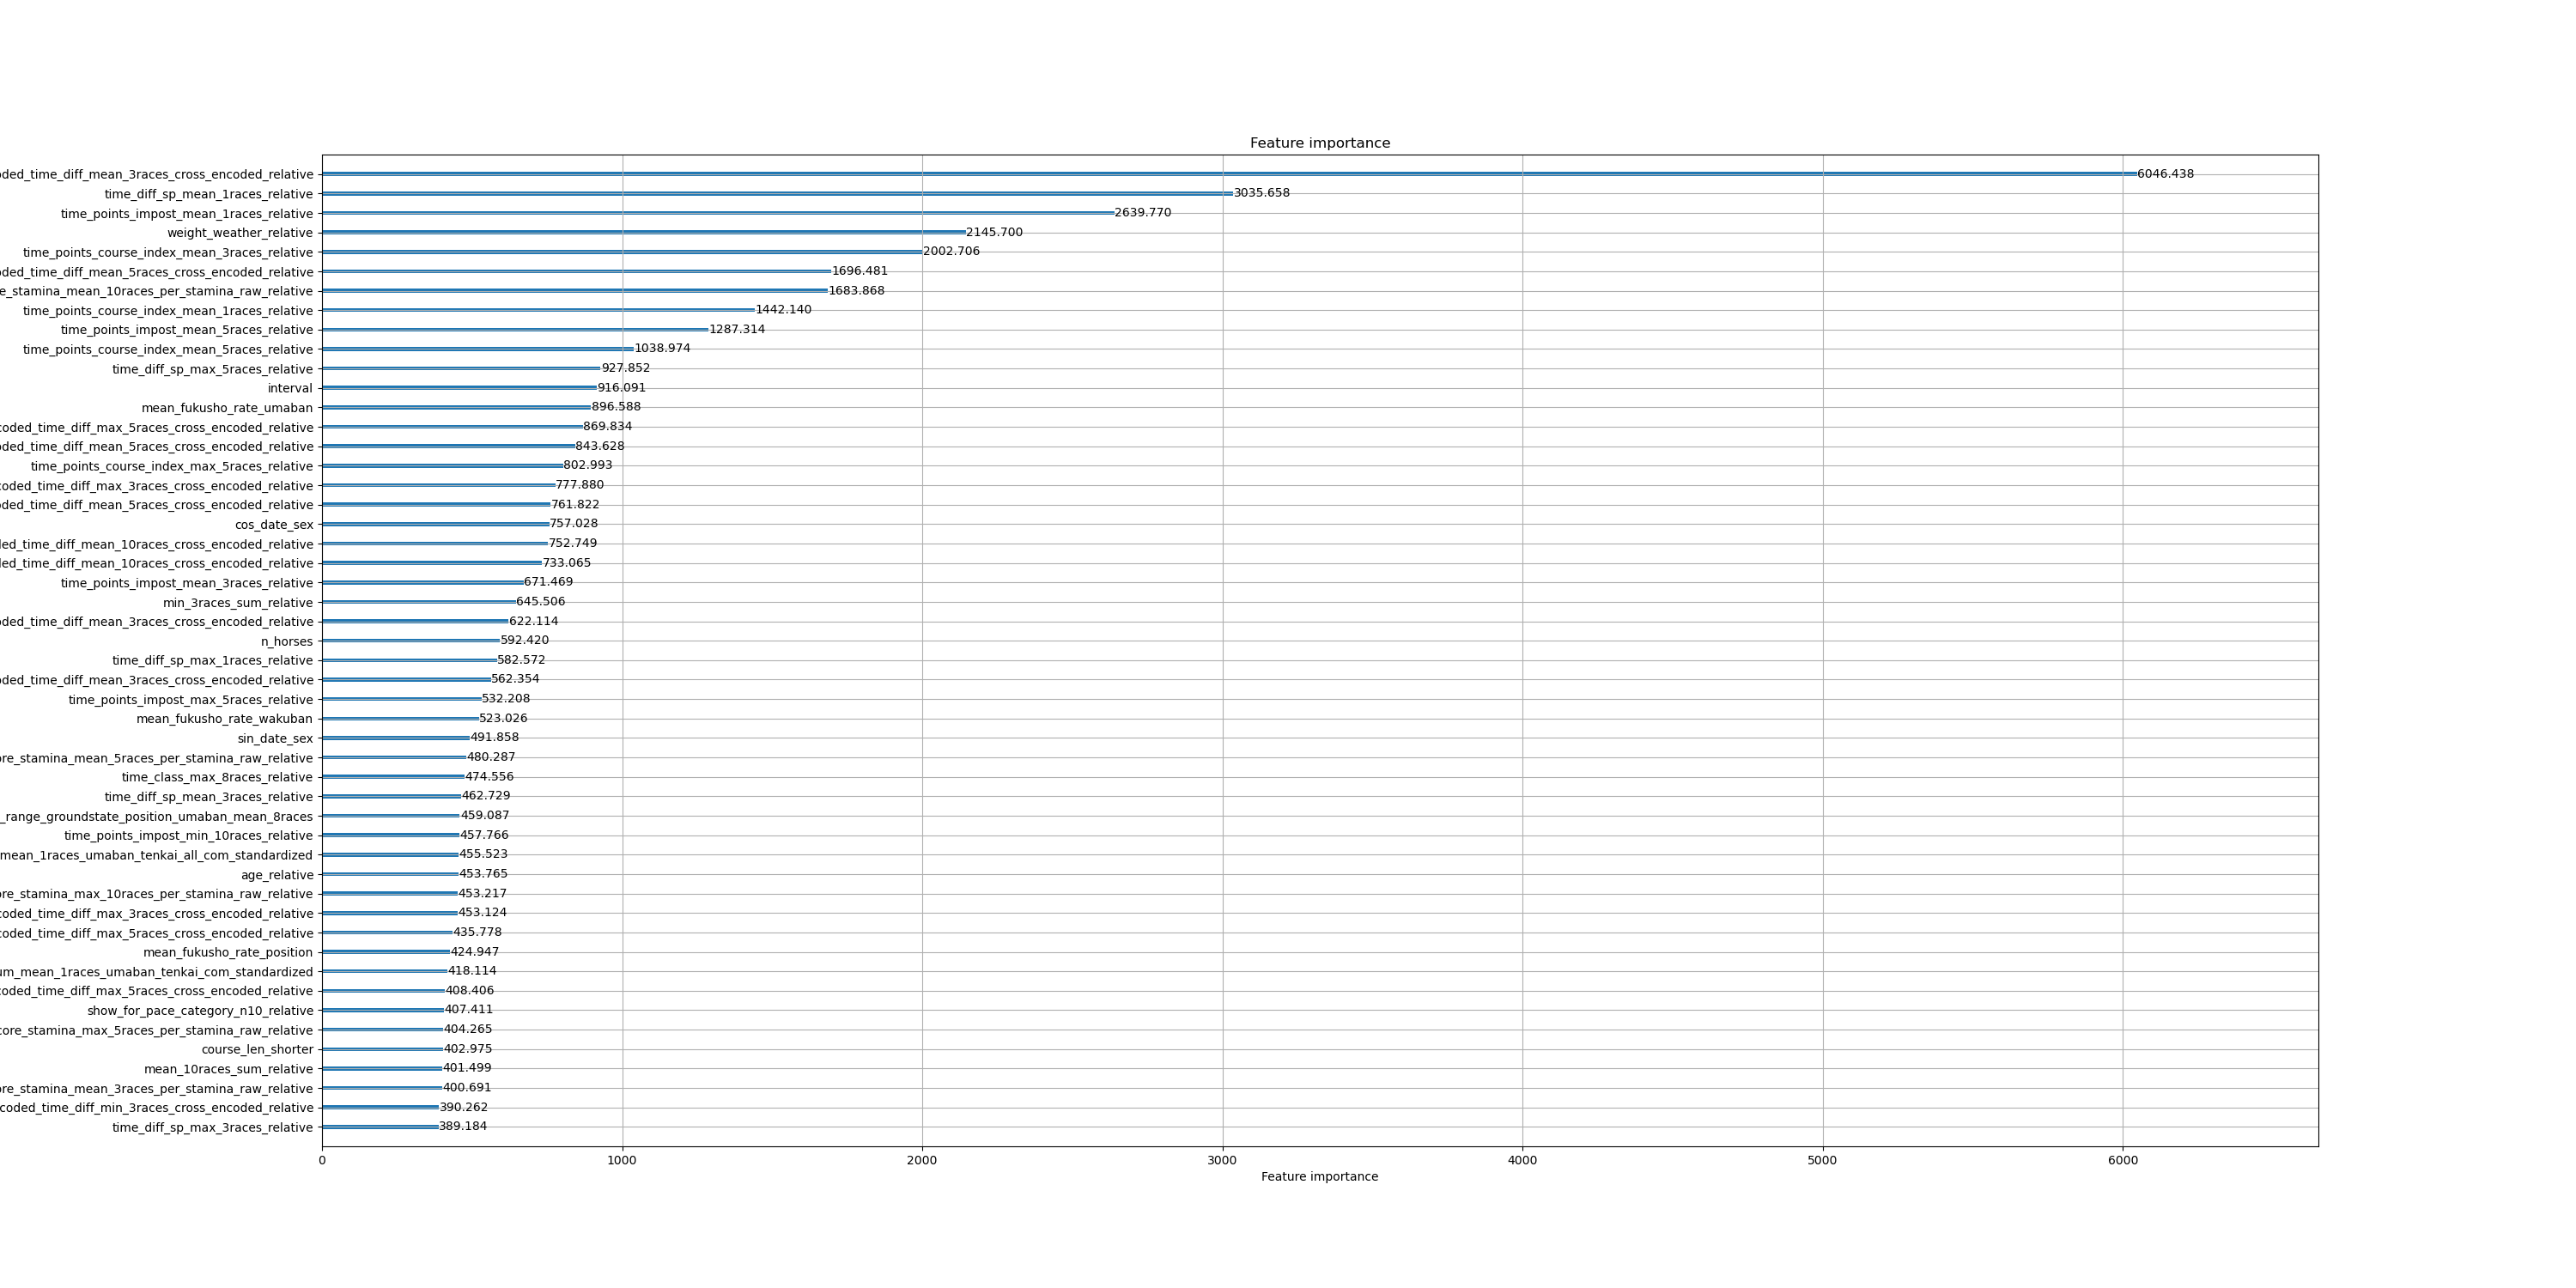 Feature importance
ded_time_diff_mean_3races_cross_encoded_relative 6046.438
time_diff_sp_mean_1races_relative 3035.658
time_points_impost_mean_1races_relative 2639.770
weight_weather_relative 2145.700
time_points_course_index_mean_3races_relative 2002.706
ded_time_diff_mean_5races_cross_encoded_relative 1696.481
e_stamina_mean_10races_per_stamina_raw_relative 1683.868
time_points_course_index_mean_1races_relative 1442.140
time_points_impost_mean_5races_relative 1287.314
time_points_course_index_mean_5races_relative 1038.974
time_diff_sp_max_5races_relative 927.852
interval 916.091
mean_fukusho_rate_umaban 896.588
coded_time_diff_max_5races_cross_encoded_relative 869.834
ded_time_diff_mean_5races_cross_encoded_relative 843.628
time_points_course_index_max_5races_relative 802.993
coded_time_diff_max_3races_cross_encoded_relative 777.880
ded_time_diff_mean_5races_cross_encoded_relative 761.822
cos_date_sex 757.028
led_time_diff_mean_10races_cross_encoded_relative 752.749
led_time_diff_mean_10races_cross_encoded_relative 733.065
time_points_impost_mean_3races_relative 671.469
min_3races_sum_relative 645.506
ded_time_diff_mean_3races_cross_encoded_relative 622.114
n_horses 592.420
time_diff_sp_max_1races_relative 582.572
ded_time_diff_mean_3races_cross_encoded_relative 562.354
time_points_impost_max_5races_relative 532.208
mean_fukusho_rate_wakuban 523.026
sin_date_sex 491.858
ore_stamina_mean_5races_per_stamina_raw_relative 480.287
time_class_max_8races_relative 474.556
time_diff_sp_mean_3races_relative 462.729
_range_groundstate_position_umaban_mean_8races 459.087
time_points_impost_min_10races_relative 457.766
mean_1races_umaban_tenkai_all_com_standardized 455.523
age_relative 453.765
ore_stamina_max_10races_per_stamina_raw_relative 453.217
coded_time_diff_max_3races_cross_encoded_relative 453.124
coded_time_diff_max_5races_cross_encoded_relative 435.778
mean_fukusho_rate_position 424.947
um_mean_1races_umaban_tenkai_com_standardized 418.114
coded_time_diff_max_5races_cross_encoded_relative 408.406
show_for_pace_category_n10_relative 407.411
core_stamina_max_5races_per_stamina_raw_relative 404.265
course_len_shorter 402.975
mean_10races_sum_relative 401.499
ore_stamina_mean_3races_per_stamina_raw_relative 400.691
coded_time_diff_min_3races_cross_encoded_relative 390.262
time_diff_sp_max_3races_relative 389.184
0 1000 2000 3000 4000 5000 6000
Feature importance